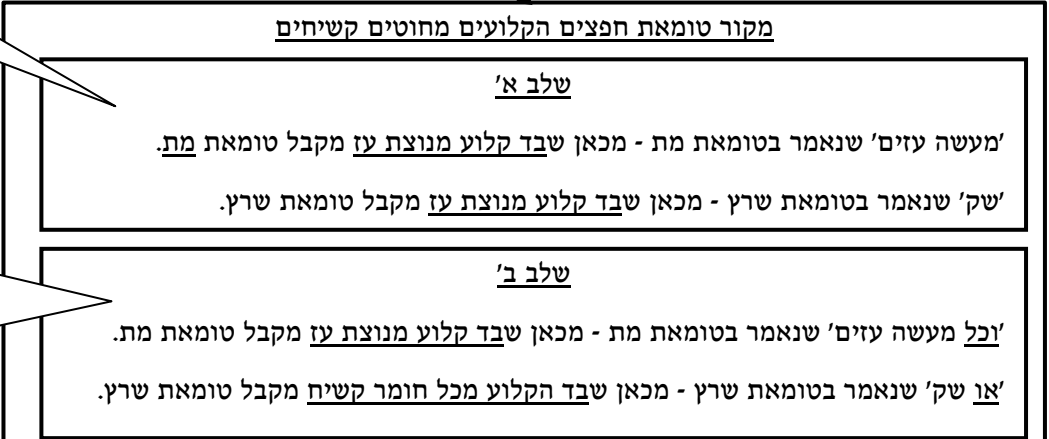 מקור טומאת חפצים הקלועים מחוטים קשיחים
שלב א'
'מעשה עזים' שנאמר בטומאת מת - מכאן שבד קלוע מנוצת עז מקבל טומאת מת.
'שק' שנאמר בטומאת שרץ - מכאן שבד קלוע מנוצת עז מקבל טומאת שרץ.
שלב ב'
'וכל מעשה עזים' שנאמר בטומאת מת - מכאן שבד קלוע מנוצת עז מקבל טומאת מת.
'או שק' שנאמר בטומאת שרץ - מכאן שבד הקלוע מכל חומר קשיח מקבל טומאת שרץ.